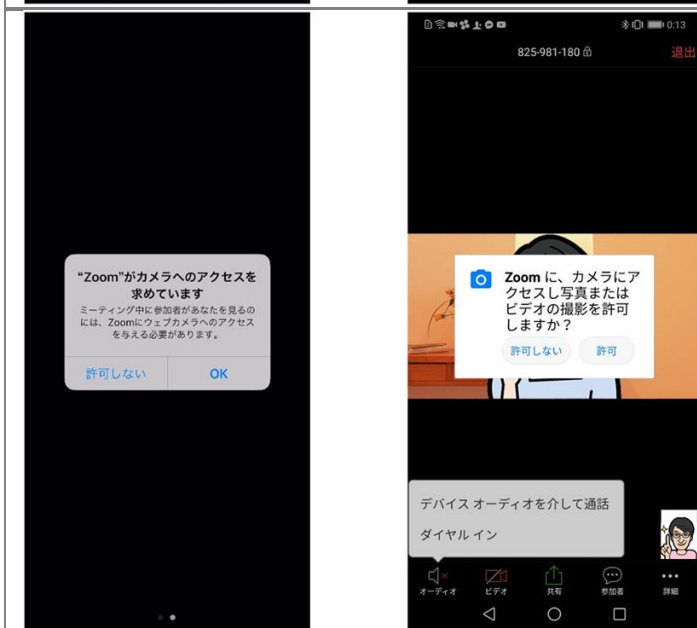 "Zoom"がカメラへのアクセスを
求めています
ミーティング中に参加者があなたを見るの
には、Zoomにウェブカメラへのアクセス
を与える必要があります。
許可しない
OK
0:13
825-981-180
退出
Zoom に、カメラにア
クセスし写真または
ビデオの撮影を許可
しますか？
許可しない
許可
デバイス オーディオを介して通話
ダイヤル イン
オーディオ
ビデオ
共有
参加者
詳細